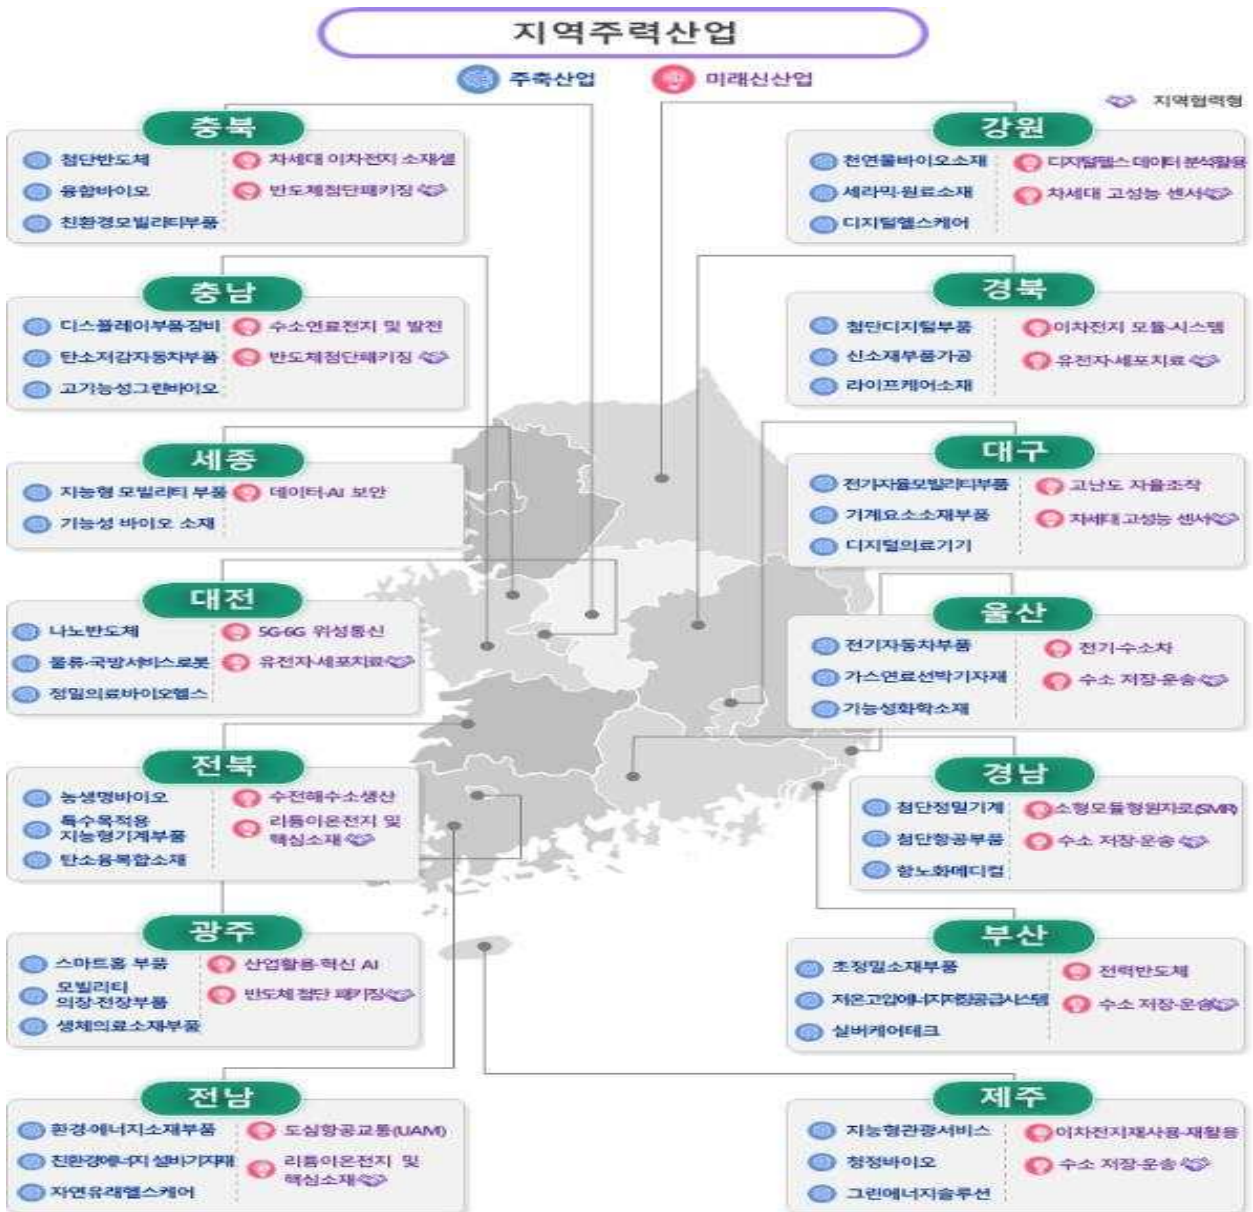 지역주력산업
주축산업
미래신산업
지역협력형
충북
첨단반도체
융합바이오
친환경모빌리티부품
차세대 이차전지 소재셀
반도체첨단패키징
충남
디스플레이부품·장비
탄소저감자동차부품
고기능성그린바이오
수소연료전지 및 발전
반도체첨단패키징
세종
지능형 모빌리티 부품
기능성 바이오 소재
데이터·AI 보안
대전
나노반도체
물류·국방서비스로봇
정밀의료바이오헬스
5G·6G 위성통신
유전자·세포치료
전북
농생명바이오
특수목적용
지능형기계부품
탄소융복합소재
수전해수소생산
리튬이온전지 및
핵심소재
광주
스마트홈 부품
모빌리티
의장·전장부품
생체의료소재부품
산업활용·혁신 AI
반도체 첨단 패키징
전남
환경·에너지소재부품
친환경에너지 설비·기자재
자연유래헬스케어
도심항공교통(UAM)
리튬이온전지 및
핵심소재
강원
천연물바이오소재
세라믹·원료소재
디지털헬스케어
디지털헬스 데이터 분석활용
차세대 고성능 센서
경북
첨단디지털부품
신소재부품가공
라이프케어소재
이차전지 모듈·시스템
유전자·세포치료
대구
전기자율모빌리티부품
기계요소소재부품
디지털의료기기
고난도 자율조작
차세대 고성능 센서
울산
전기자동차부품
가스연료선박기자재
기능성화학소재
전기·수소차
수소 저장·운송
경남
첨단정밀기계
첨단항공부품
항노화메디컬
소형모듈형원자로(SMR)
수소 저장·운송
부산
초정밀소재부품
저온고압에너지저장공급시스템
실버케어테크
전력반도체
수소 저장·운송
제주
지능형관광서비스
청정바이오
그린에너지솔루션
이차전지재사용·재활용
수소 저장·운송